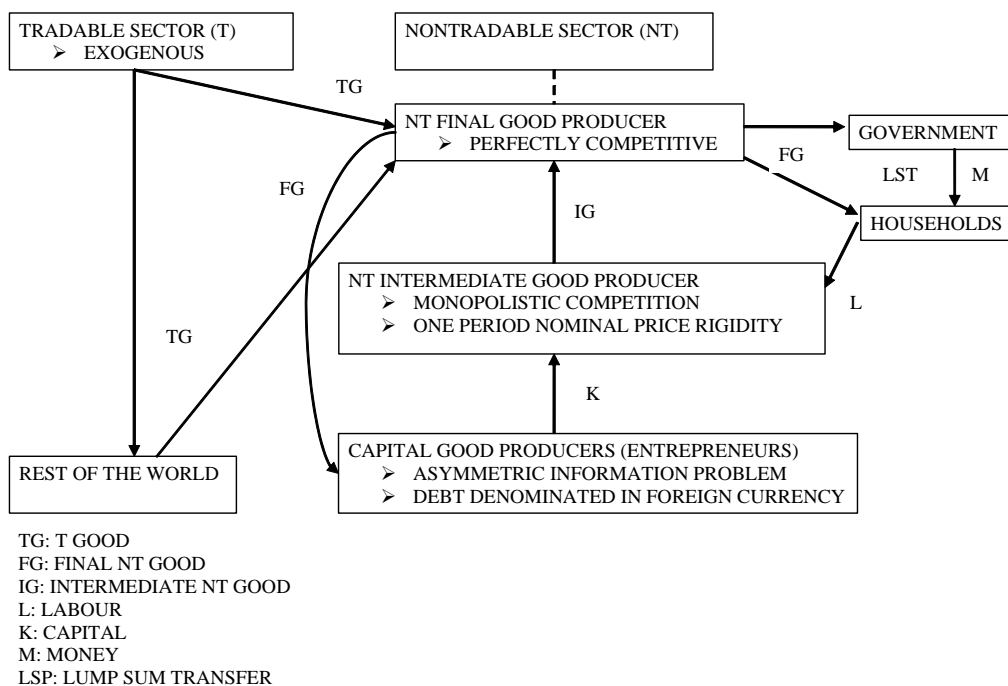 TRADABLE SECTOR (T)
➢ EXOGENOUS
NONTRADABLE SECTOR (NT)
TG
NT FINAL GOOD PRODUCER
➢ PERFECTLY COMPETITIVE
GOVERNMENT
FG
FG
LST
M
IG
HOUSEHOLDS
NT INTERMEDIATE GOOD PRODUCER
➢ MONOPOLISTIC COMPETITION
➢ ONE PERIOD NOMINAL PRICE RIGIDITY
L
TG
K
CAPITAL GOOD PRODUCERS (ENTREPRENEURS)
➢ ASYMMETRIC INFORMATION PROBLEM
➢ DEBT DENOMINATED IN FOREIGN CURRENCY
REST OF THE WORLD
TG: T GOOD
FG: FINAL NT GOOD
IG: INTERMEDIATE NT GOOD
L: LABOUR
K: CAPITAL
M: MONEY
LSP: LUMP SUM TRANSFER